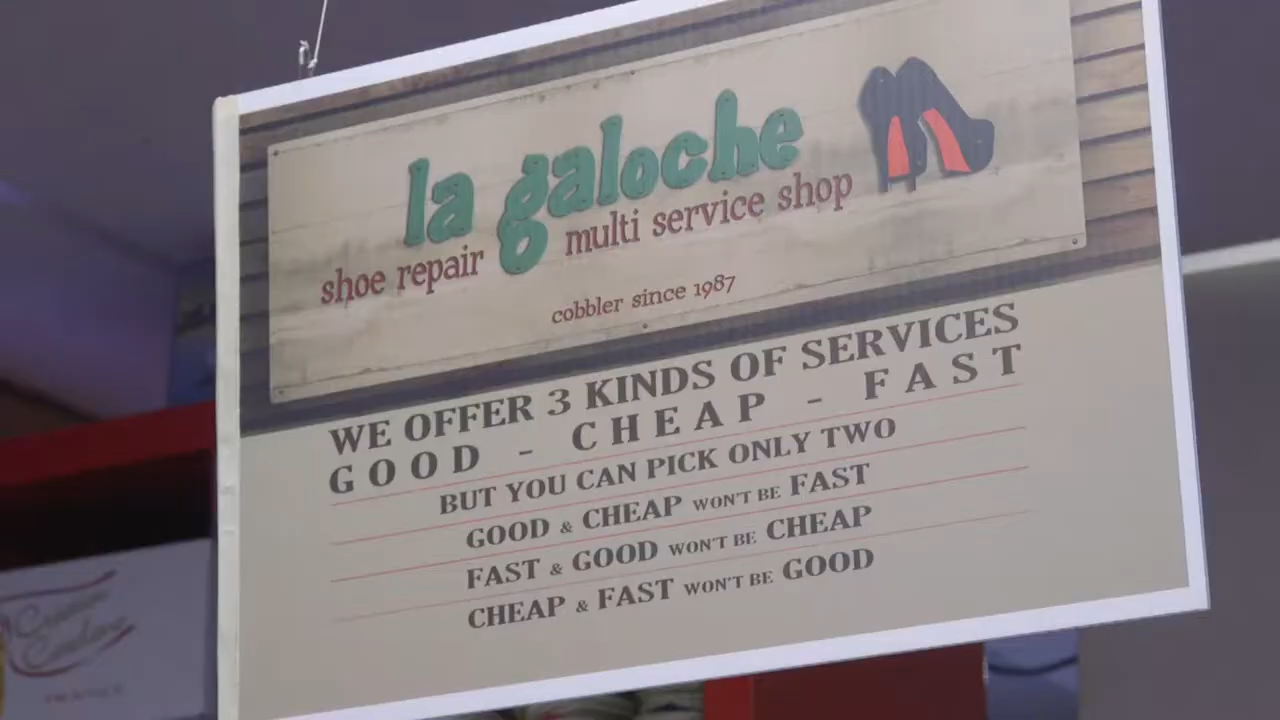 la galoche
shoe repair multi service shop
cobbler since 1987
WE OFFER 3 KINDS OF SERVICES
GOOD - CHEAP - FAST
BUT YOU CAN PICK ONLY TWO
GOOD & CHEAP WON'T BE FAST
FAST & GOOD WON'T BE CHEAP
CHEAP & FAST WON'T BE GOOD